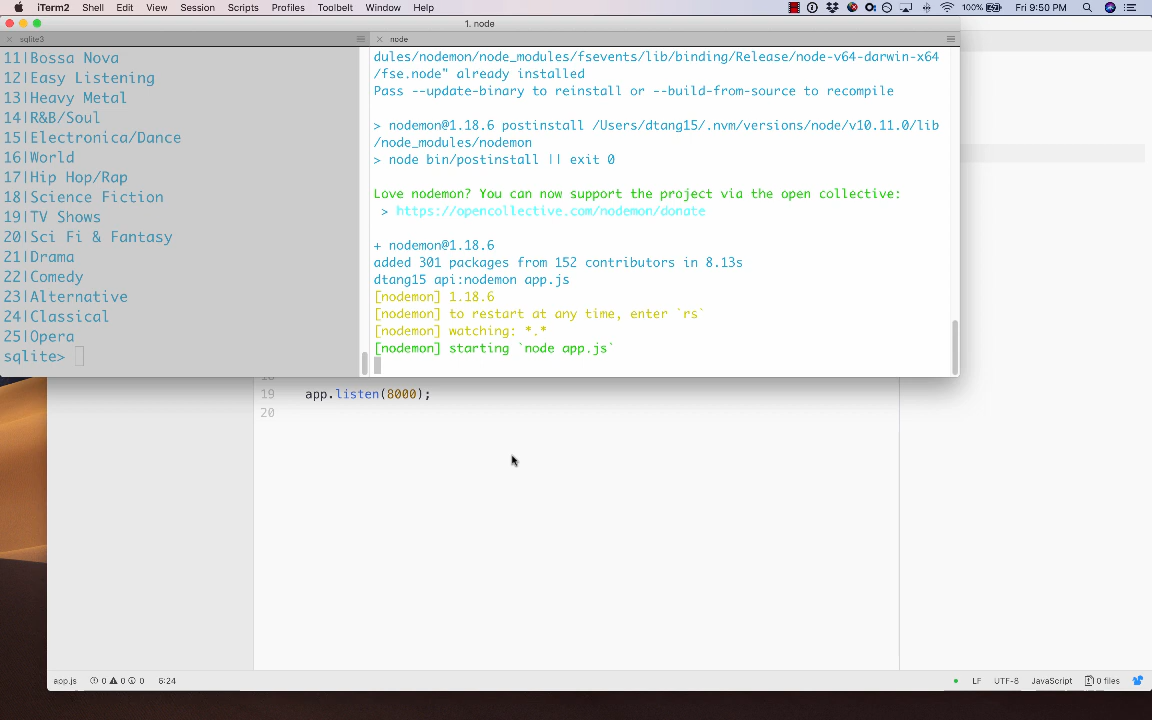 iTerm2 Shell Edit View Session Scripts Profiles Toolbelt Window Help 100% Fri 9:50 PM
1. node
sqlite3
node
11|Bossa Nova
12|Easy Listening
13|Heavy Metal
14|R&B/Soul
15|Electronica/Dance
16|World
17|Hip Hop/Rap
18|Science Fiction
19|TV Shows
20|Sci Fi & Fantasy
21|Drama
22|Comedy
23|Alternative
24|Classical
25|Opera
sqlite>
dules/nodemon/node_modules/fsevents/lib/binding/Release/node-v64-darwin-x64
/fse.node" already installed
Pass --update-binary to reinstall or --build-from-source to recompile
> nodemon@1.18.6 postinstall /Users/dtang15/.nvm/versions/node/v10.11.0/lib
/node_modules/nodemon
> node bin/postinstall || exit 0
Love nodemon? You can now support the project via the open collective:
> https://opencollective.com/nodemon/donate
+ nodemon@1.18.6
added 301 packages from 152 contributors in 8.13s
dtang15 api:nodemon app.js
[nodemon] 1.18.6
[nodemon] to restart at any time, enter `rs`
[nodemon] watching: *.*
[nodemon] starting `node app.js`
19 app.listen(8000);
20
app.js 0 0 0 6:24 LF UTF-8 JavaScript 0 files